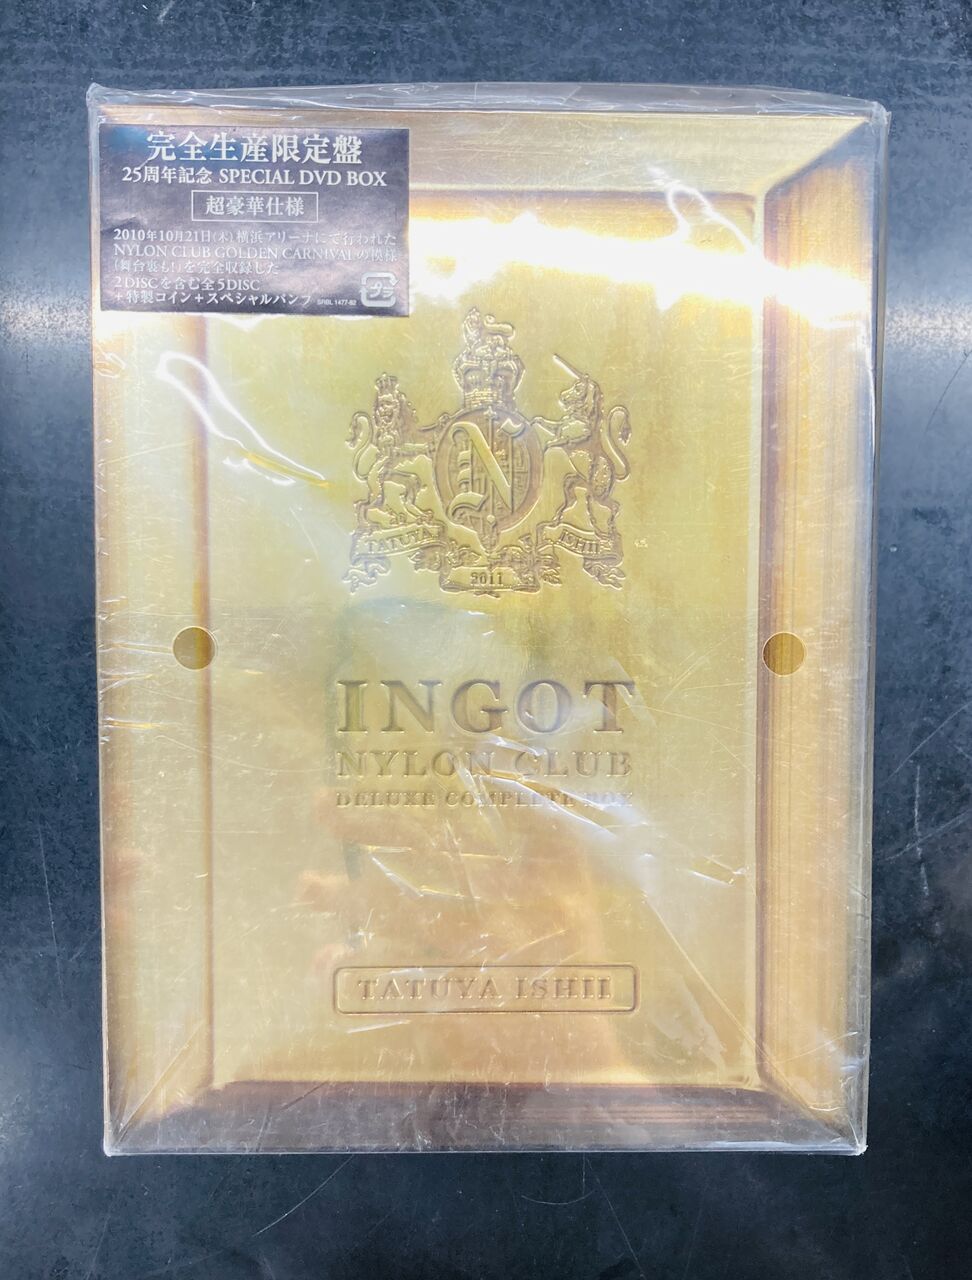 完全生産限定盤
25周年記念 SPECIAL DVD BOX
超豪華仕様
2010年10月21日(木)横浜アリーナにて行われた
NYLON CLUB GOLDEN CARNIVALの模様
(舞台裏も!)を完全収録した
2DISCを含む全5DISC
+特製コイン+スペシャルパンフ SRBL 1477-82
N
TATUYA ISHII
2011
INGOT
NYLON CLUB
DELUXE COMPLETE BOX
TATUYA ISHII